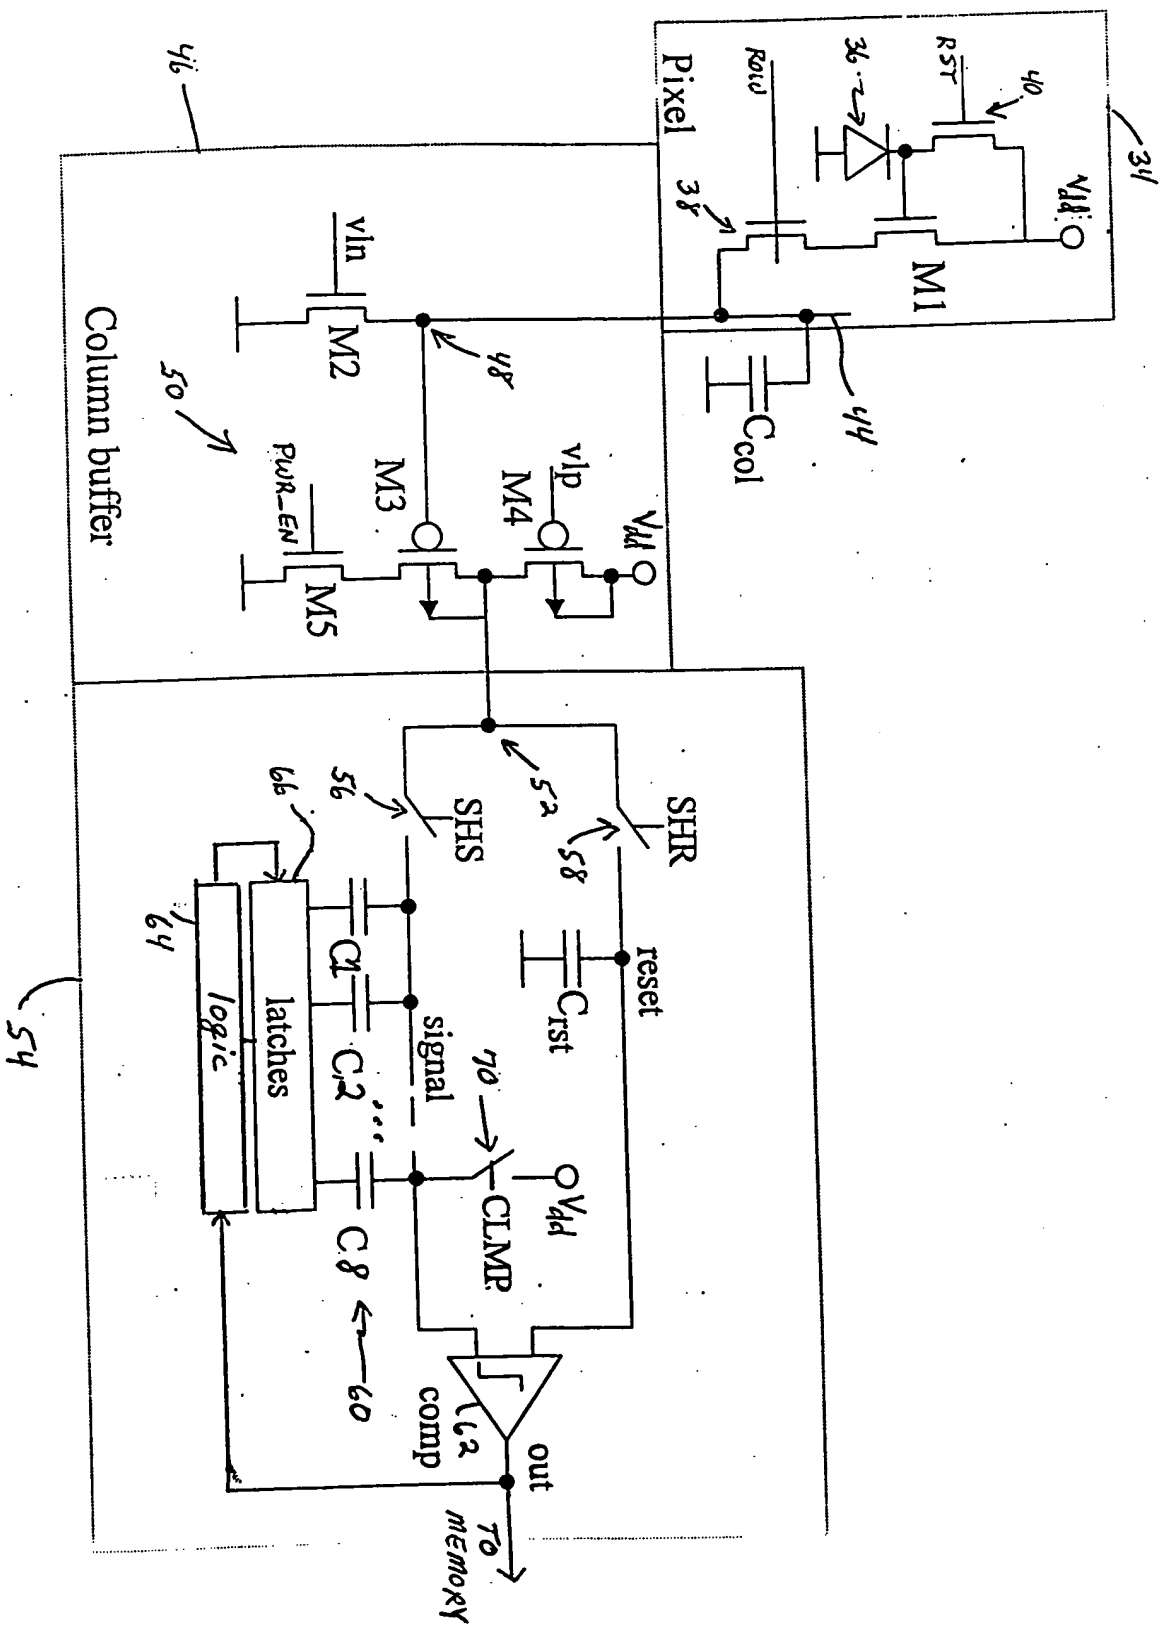 34
Vdd
40
RST
36
M1
ROW
38
Pixel
44
Ccol
46
vln
M2
48
50
Column buffer
Vdd
vlp
M4
M3
PWR_EN
M5
52
SHR
58
SHS
56
reset
Crst
signal
70
CLMP
Vdd
66
C1
C2
...
C8
60
latches
logic
64
54
comp
62
out
TO
MEMORY